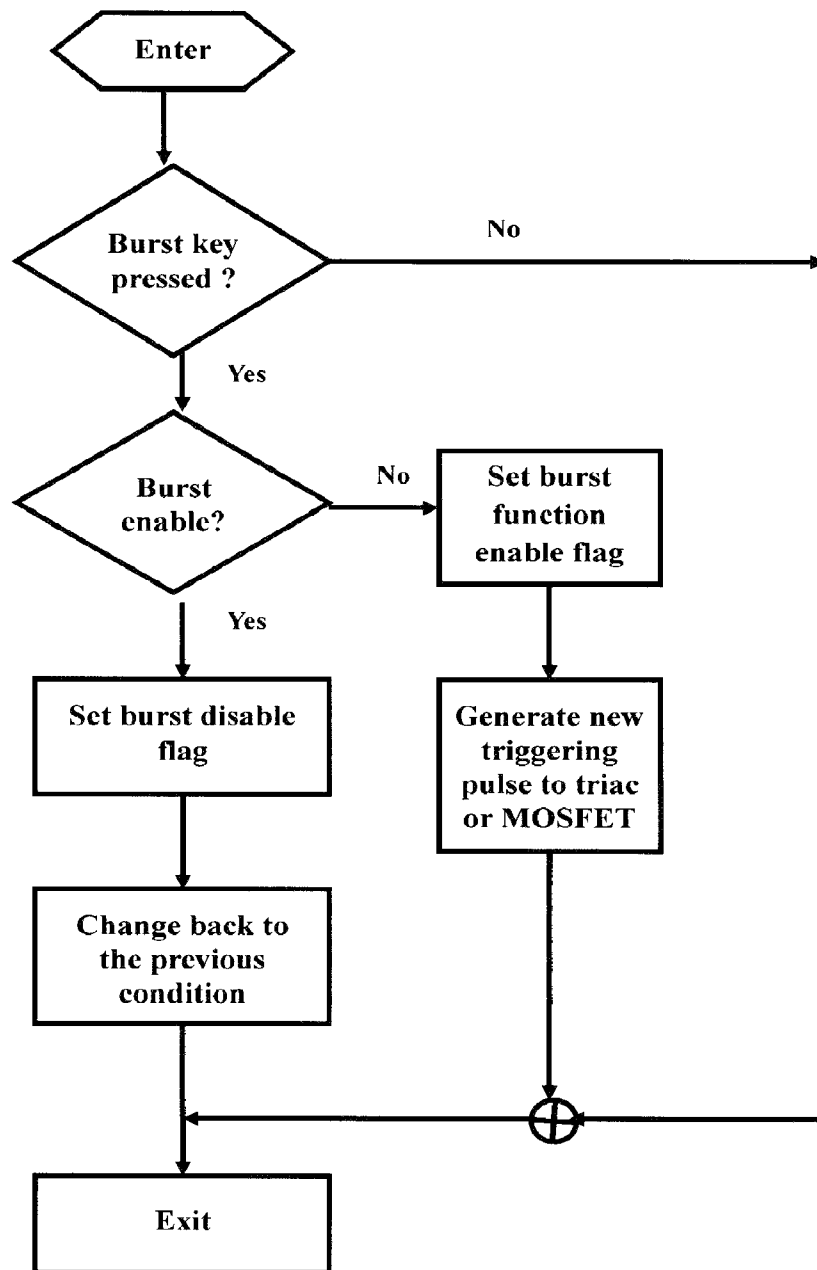 Enter
Burst key
pressed ?
No
Yes
Burst
enable?
No
Set burst
function
enable flag
Yes
Set burst disable
flag
Generate new
triggering
pulse to triac
or MOSFET
Change back to
the previous
condition
Exit